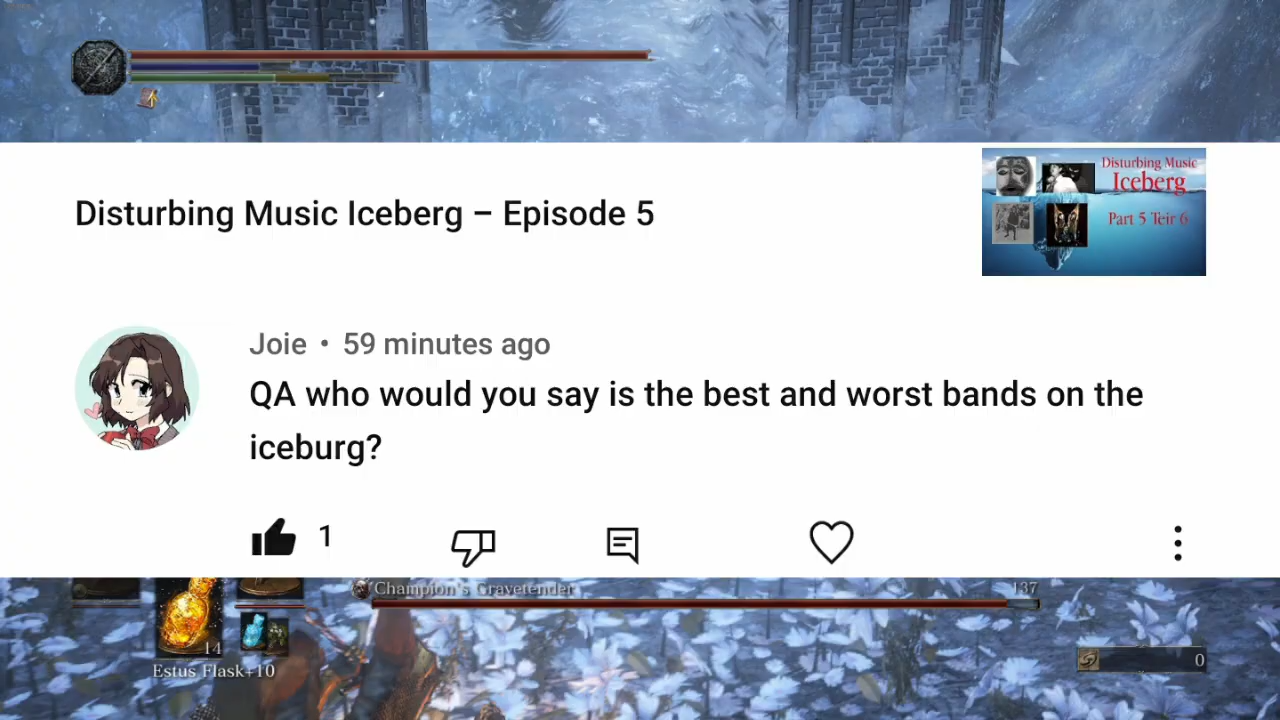 Disturbing Music Iceberg – Episode 5
Disturbing Music
Iceberg
Part 5 Teir 6
Joie • 59 minutes ago
QA who would you say is the best and worst bands on the
iceburg?
1
Champion's Gravetender
137
14
Estus Flask+10
0